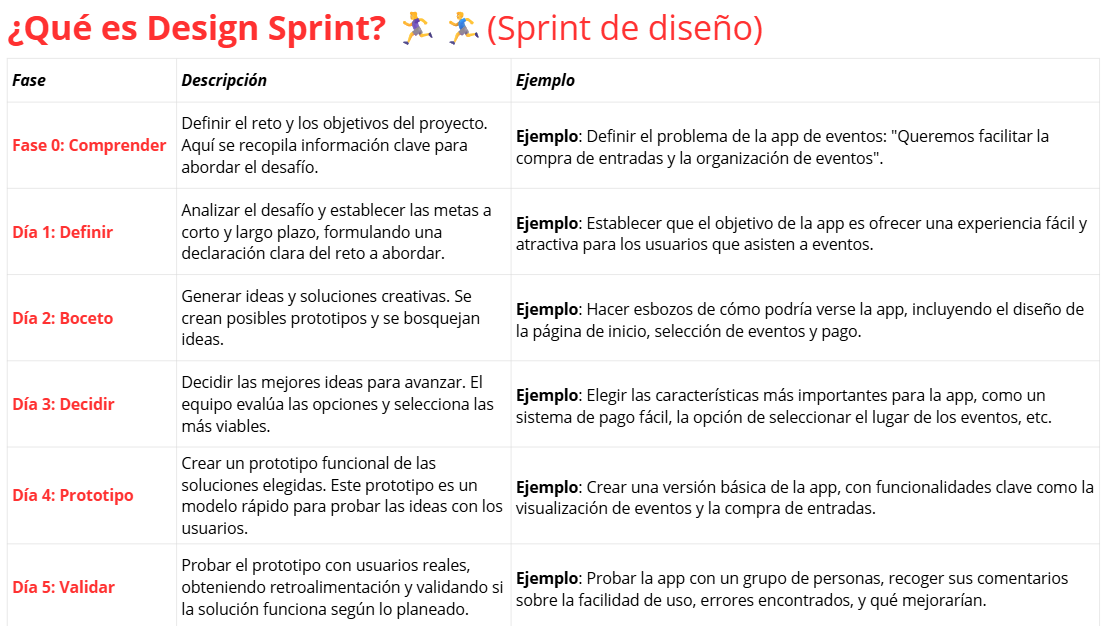 ¿Qué es Design Sprint? 🏃‍♀️ 🏃‍♂️ (Sprint de diseño)
Fase
Descripción
Ejemplo
Fase 0: Comprender
Definir el reto y los objetivos del proyecto.
Aquí se recopila información clave para
abordar el desafío.
Ejemplo: Definir el problema de la app de eventos: "Queremos facilitar la
compra de entradas y la organización de eventos".
Día 1: Definir
Analizar el desafío y establecer las metas a
corto y largo plazo, formulando una
declaración clara del reto a abordar.
Ejemplo: Establecer que el objetivo de la app es ofrecer una experiencia fácil y
atractiva para los usuarios que asisten a eventos.
Día 2: Boceto
Generar ideas y soluciones creativas. Se
crean posibles prototipos y se bosquejan
ideas.
Ejemplo: Hacer esbozos de cómo podría verse la app, incluyendo el diseño de
la página de inicio, selección de eventos y pago.
Día 3: Decidir
Decidir las mejores ideas para avanzar. El
equipo evalúa las opciones y selecciona las
más viables.
Ejemplo: Elegir las características más importantes para la app, como un
sistema de pago fácil, la opción de seleccionar el lugar de los eventos, etc.
Día 4: Prototipo
Crear un prototipo funcional de las
soluciones elegidas. Este prototipo es un
modelo rápido para probar las ideas con los
usuarios.
Ejemplo: Crear una versión básica de la app, con funcionalidades clave como la
visualización de eventos y la compra de entradas.
Día 5: Validar
Probar el prototipo con usuarios reales,
obteniendo retroalimentación y validando si
la solución funciona según lo planeado.
Ejemplo: Probar la app con un grupo de personas, recoger sus comentarios
sobre la facilidad de uso, errores encontrados, y qué mejorarían.